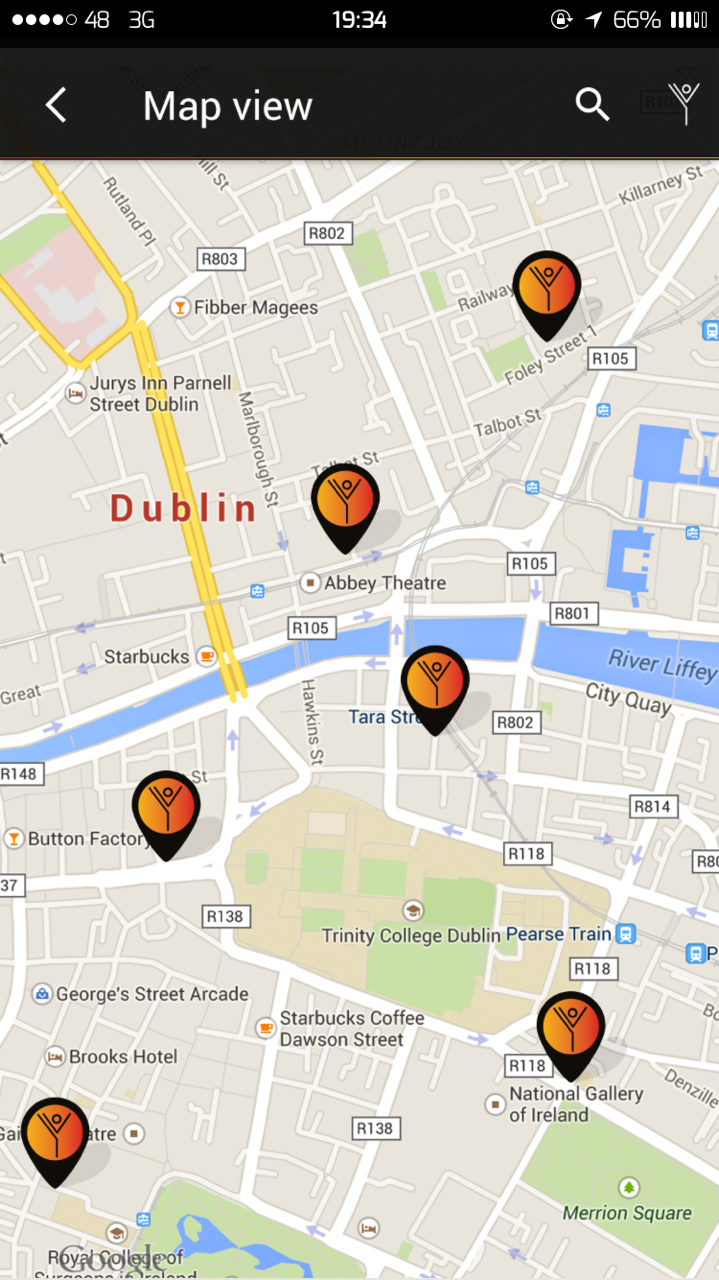 48 3G 19:34 66%
Map view
MOUNTJOY
Killarney St
Hill St
Rutland Pl
R802
R803
Railway
Fibber Magees
Foley Street 1
R105
Jurys Inn Parnell
Street Dublin
Marlborough St
Talbot St
Talbot St
Dublin
R105
Abbey Theatre
R801
R105
Starbucks
River Liffey
Great
City Quay
Hawkins St
Tara Stre
R802
R148
St
R814
Button Factory
R118
37
R138
Trinity College Dublin
Pearse Train
R118
George's Street Arcade
Starbucks Coffee
Dawson Street
Brooks Hotel
R118
Denzille
National Gallery
of Ireland
R138
Gai
atre
Merrion Square
Royal College of
Surgeons in Ireland
Google